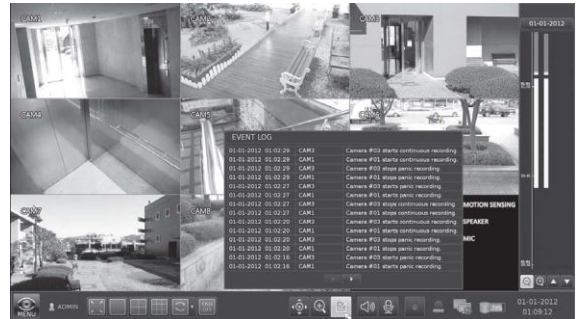 CAM1
CAM2
CAM3
01-01-2012
CAM4
CAM5
CAM6
EVENT LOG
01-01-2012 01:02:29 CAM3 Camera #03 starts continuous recording.
01-01-2012 01:02:29 CAM1 Camera #01 starts continuous recording.
01-01-2012 01:02:29 CAM3 Camera #03 stops panic recording.
01-01-2012 01:02:29 CAM1 Camera #01 stops panic recording.
01-01-2012 01:02:27 CAM3 Camera #03 starts panic recording.
01-01-2012 01:02:27 CAM1 Camera #01 starts panic recording.
01-01-2012 01:02:27 CAM3 Camera #03 stops continuous recording.
01-01-2012 01:02:27 CAM1 Camera #01 stops continuous recording.
01-01-2012 01:02:20 CAM3 Camera #03 starts continuous recording.
01-01-2012 01:02:20 CAM1 Camera #01 starts continuous recording.
01-01-2012 01:02:20 CAM3 Camera #03 stops panic recording.
01-01-2012 01:02:20 CAM1 Camera #01 stops panic recording.
01-01-2012 01:02:16 CAM3 Camera #03 starts panic recording.
01-01-2012 01:02:16 CAM1 Camera #01 starts panic recording.
CAM7
CAM8
MOTION SENSING
SPEAKER
MIC
MENU
ADMIN
OSD
OFF
01-01-2012
01:09:12